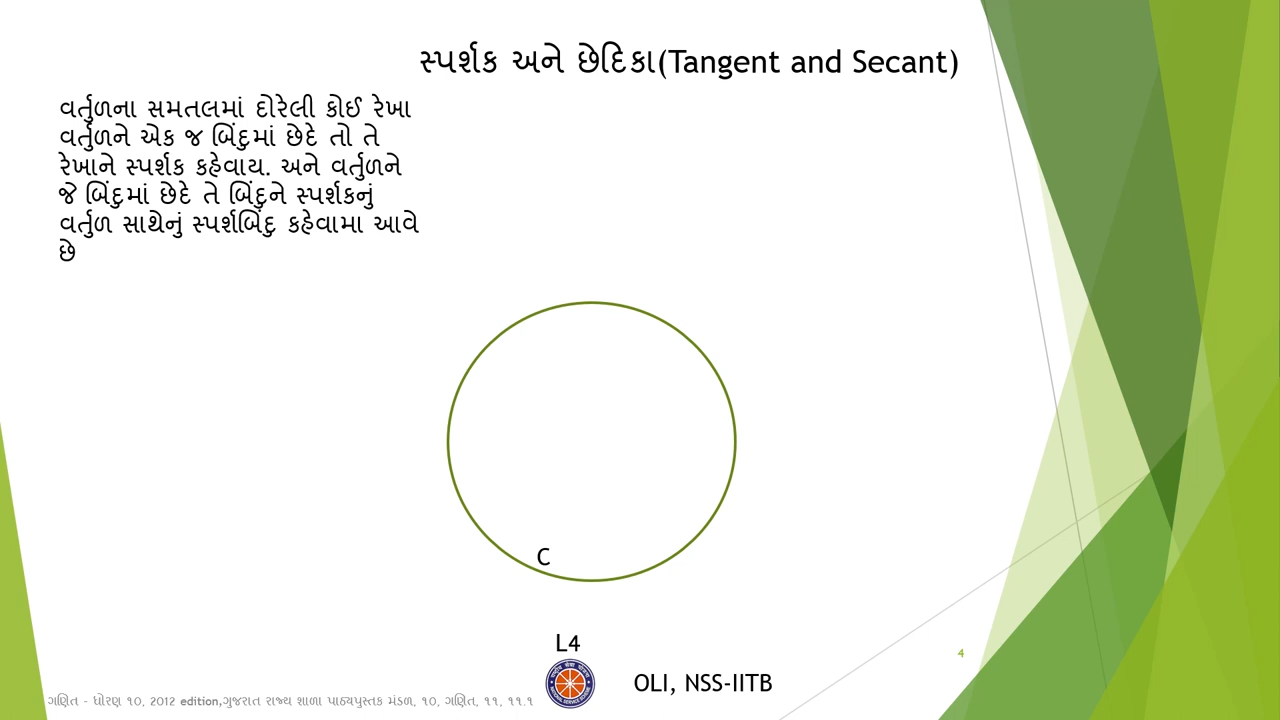 સ્પર્શક અને છેદિકા(Tangent and Secant)
વર્તુળના સમતલમાં દોરેલી કોઈ રેખા
વર્તુળને એક જ બિંદુમાં છેદે તો તે
રેખાને સ્પર્શક કહેવાય. અને વર્તુળને
જે બિંદુમાં છેદે તે બિંદુને સ્પર્શકનું
વર્તુળ સાથેનું સ્પર્શબિંદુ કહેવામા આવે
છે
C
L4
4
OLI, NSS-IITB
ગણિત - ધોરણ ૧૦, 2012 edition,ગુજરાત રાજ્ય શાળા પાઠ્યપુસ્તક મંડળ, ૧૦, ગણિત, ૧૧, ૧૧.૧